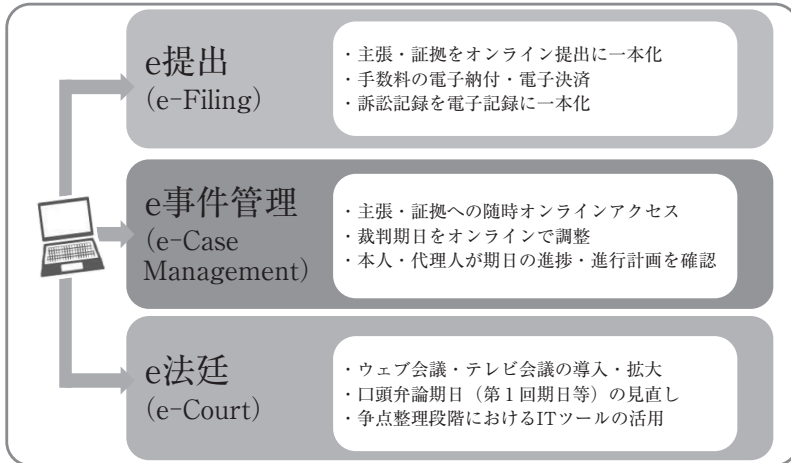 e提出
(e-Filing)
・主張・証拠をオンライン提出に一本化
・手数料の電子納付・電子決済
・訴訟記録を電子記録に一本化
e事件管理
(e-Case
Management)
・主張・証拠への随時オンラインアクセス
・裁判期日をオンラインで調整
・本人・代理人が期日の進捗・進行計画を確認
e法廷
(e-Court)
・ウェブ会議・テレビ会議の導入・拡大
・口頭弁論期日（第１回期日等）の見直し
・争点整理段階におけるITツールの活用